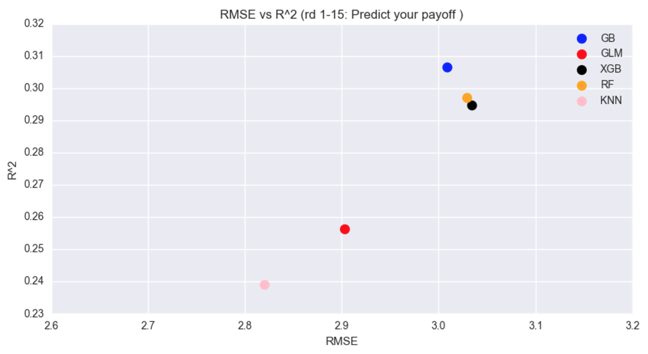 RMSE vs R^2 (rd 1-15: Predict your payoff )
0.32
0.31
0.30
0.29
0.28
0.27
0.26
0.25
0.24
0.23
R^2
GB
GLM
XGB
RF
KNN
2.6 2.7 2.8 2.9 3.0 3.1 3.2
RMSE